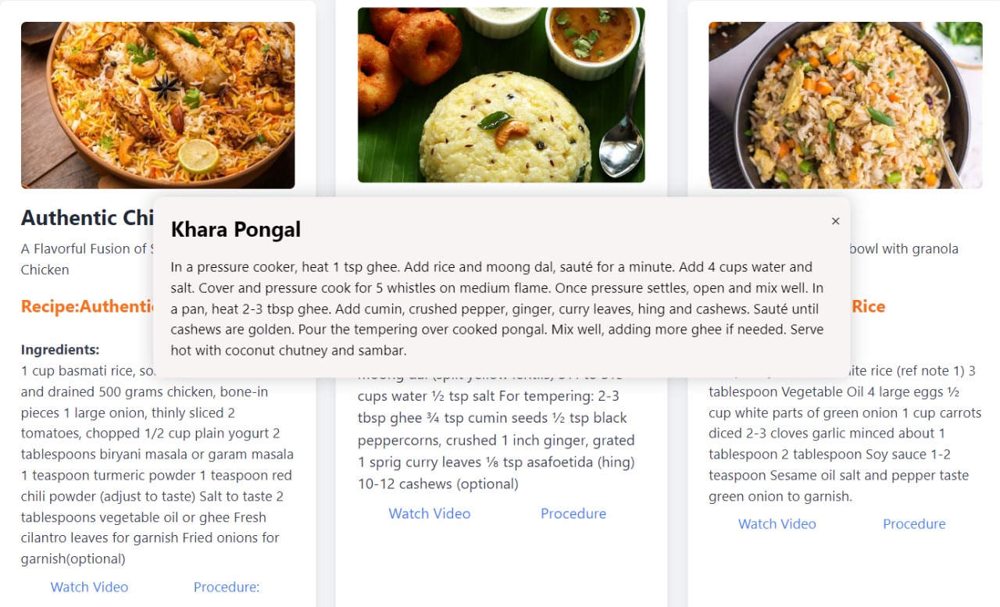 Authentic Chi
A Flavorful Fusion of
Chicken
Recipe:Authentic
Ingredients:
1 cup basmati rice,
and drained 500 grams chicken, bone-in
pieces 1 large onion, thinly sliced 2
tomatoes, chopped 1/2 cup plain yogurt 2
tablespoons biryani masala or garam masala
1 teaspoon turmeric powder 1 teaspoon red
chili powder (adjust to taste) Salt to taste 2
tablespoons vegetable oil or ghee Fresh
cilantro leaves for garnish Fried onions for
garnish(optional)
Watch Video
Procedure:
Khara Pongal
×
In a pressure cooker, heat 1 tsp ghee. Add rice and moong dal, sauté for a minute. Add 4 cups water and
salt. Cover and pressure cook for 5 whistles on medium flame. Once pressure settles, open and mix well. In
a pan, heat 2-3 tbsp ghee. Add cumin, crushed pepper, ginger, curry leaves, hing and cashews. Sauté until
cashews are golden. Pour the tempering over cooked pongal. Mix well, adding more ghee if needed. Serve
hot with coconut chutney and sambar.
moong dal (split yellow lentils)
cups water ½ tsp salt For tempering: 2-3
tbsp ghee ¾ tsp cumin seeds ½ tsp black
peppercorns, crushed 1 inch ginger, grated
1 sprig curry leaves ⅛ tsp asafoetida (hing)
10-12 cashews (optional)
Watch Video
Procedure
bowl with granola
Rice
rice (ref note 1) 3
tablespoon Vegetable Oil 4 large eggs ½
cup white parts of green onion 1 cup carrots
diced 2-3 cloves garlic minced about 1
tablespoon 2 tablespoon Soy sauce 1-2
teaspoon Sesame oil salt and pepper taste
green onion to garnish.
Watch Video
Procedure